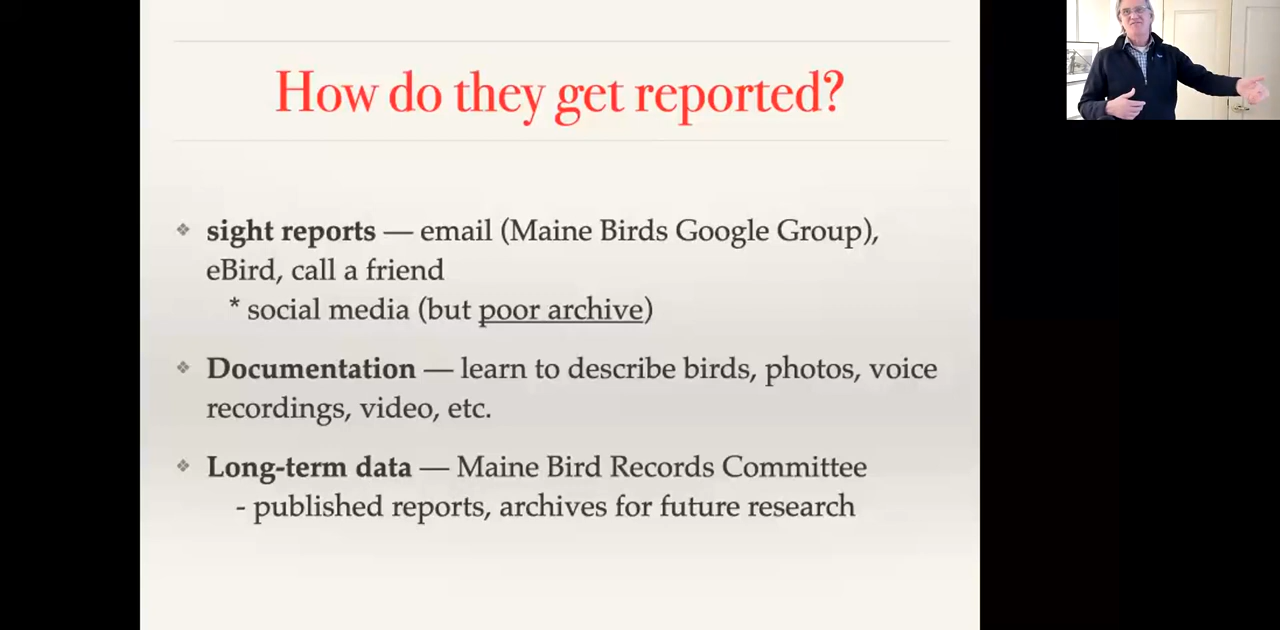 How do they get reported?
❖ sight reports — email (Maine Birds Google Group),
eBird, call a friend
* social media (but poor archive)
❖ Documentation — learn to describe birds, photos, voice
recordings, video, etc.
❖ Long-term data — Maine Bird Records Committee
- published reports, archives for future research